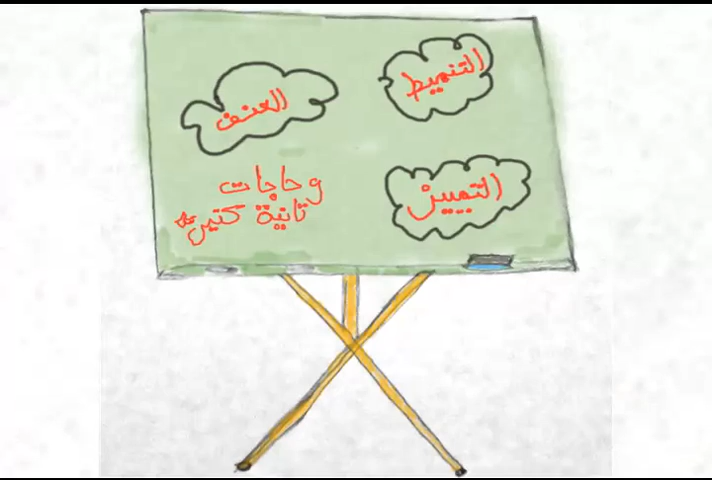 التنميط
العنف
التمييز
وحاجات
تانية كتير